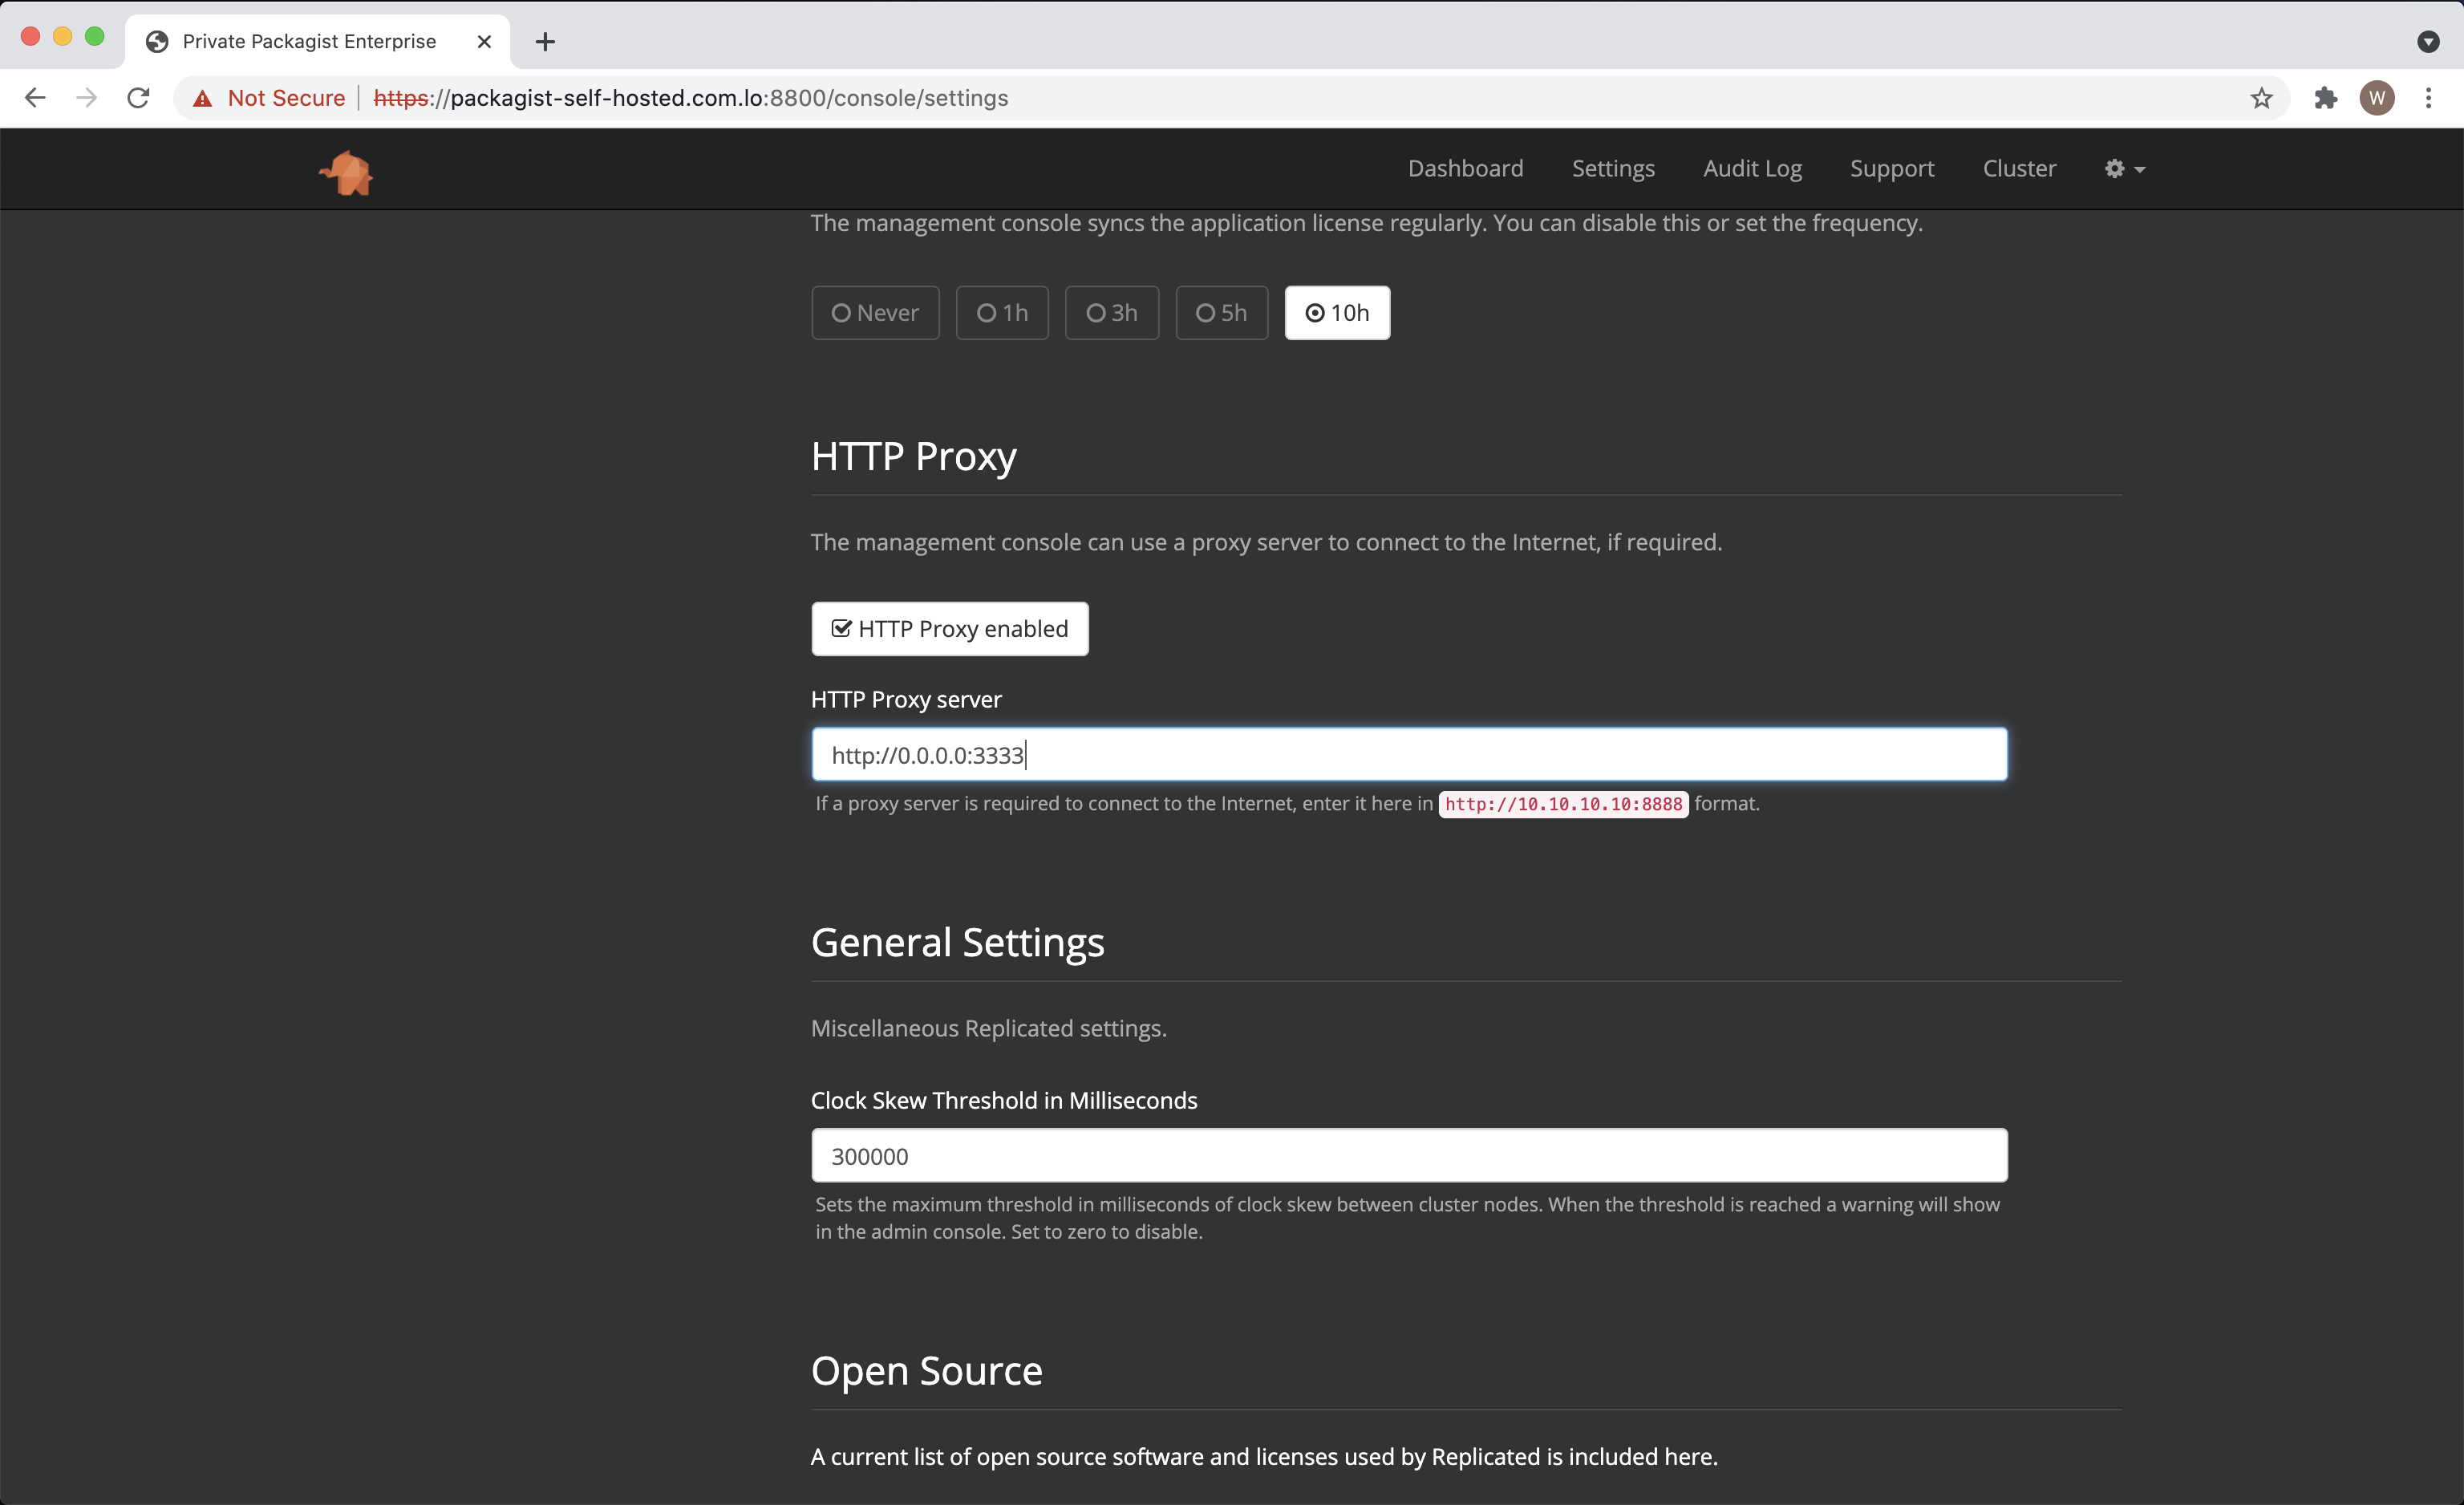 Private Packagist Enterprise
Not Secure https://packagist-self-hosted.com.lo:8800/console/settings
W
Dashboard Settings Audit Log Support Cluster
The management console syncs the application license regularly. You can disable this or set the frequency.
Never 1h 3h 5h 10h
HTTP Proxy
The management console can use a proxy server to connect to the Internet, if required.
HTTP Proxy enabled
HTTP Proxy server
http://0.0.0.0:3333
If a proxy server is required to connect to the Internet, enter it here in http://10.10.10.10:8888 format.
General Settings
Miscellaneous Replicated settings.
Clock Skew Threshold in Milliseconds
300000
Sets the maximum threshold in milliseconds of clock skew between cluster nodes. When the threshold is reached a warning will show
in the admin console. Set to zero to disable.
Open Source
A current list of open source software and licenses used by Replicated is included here.